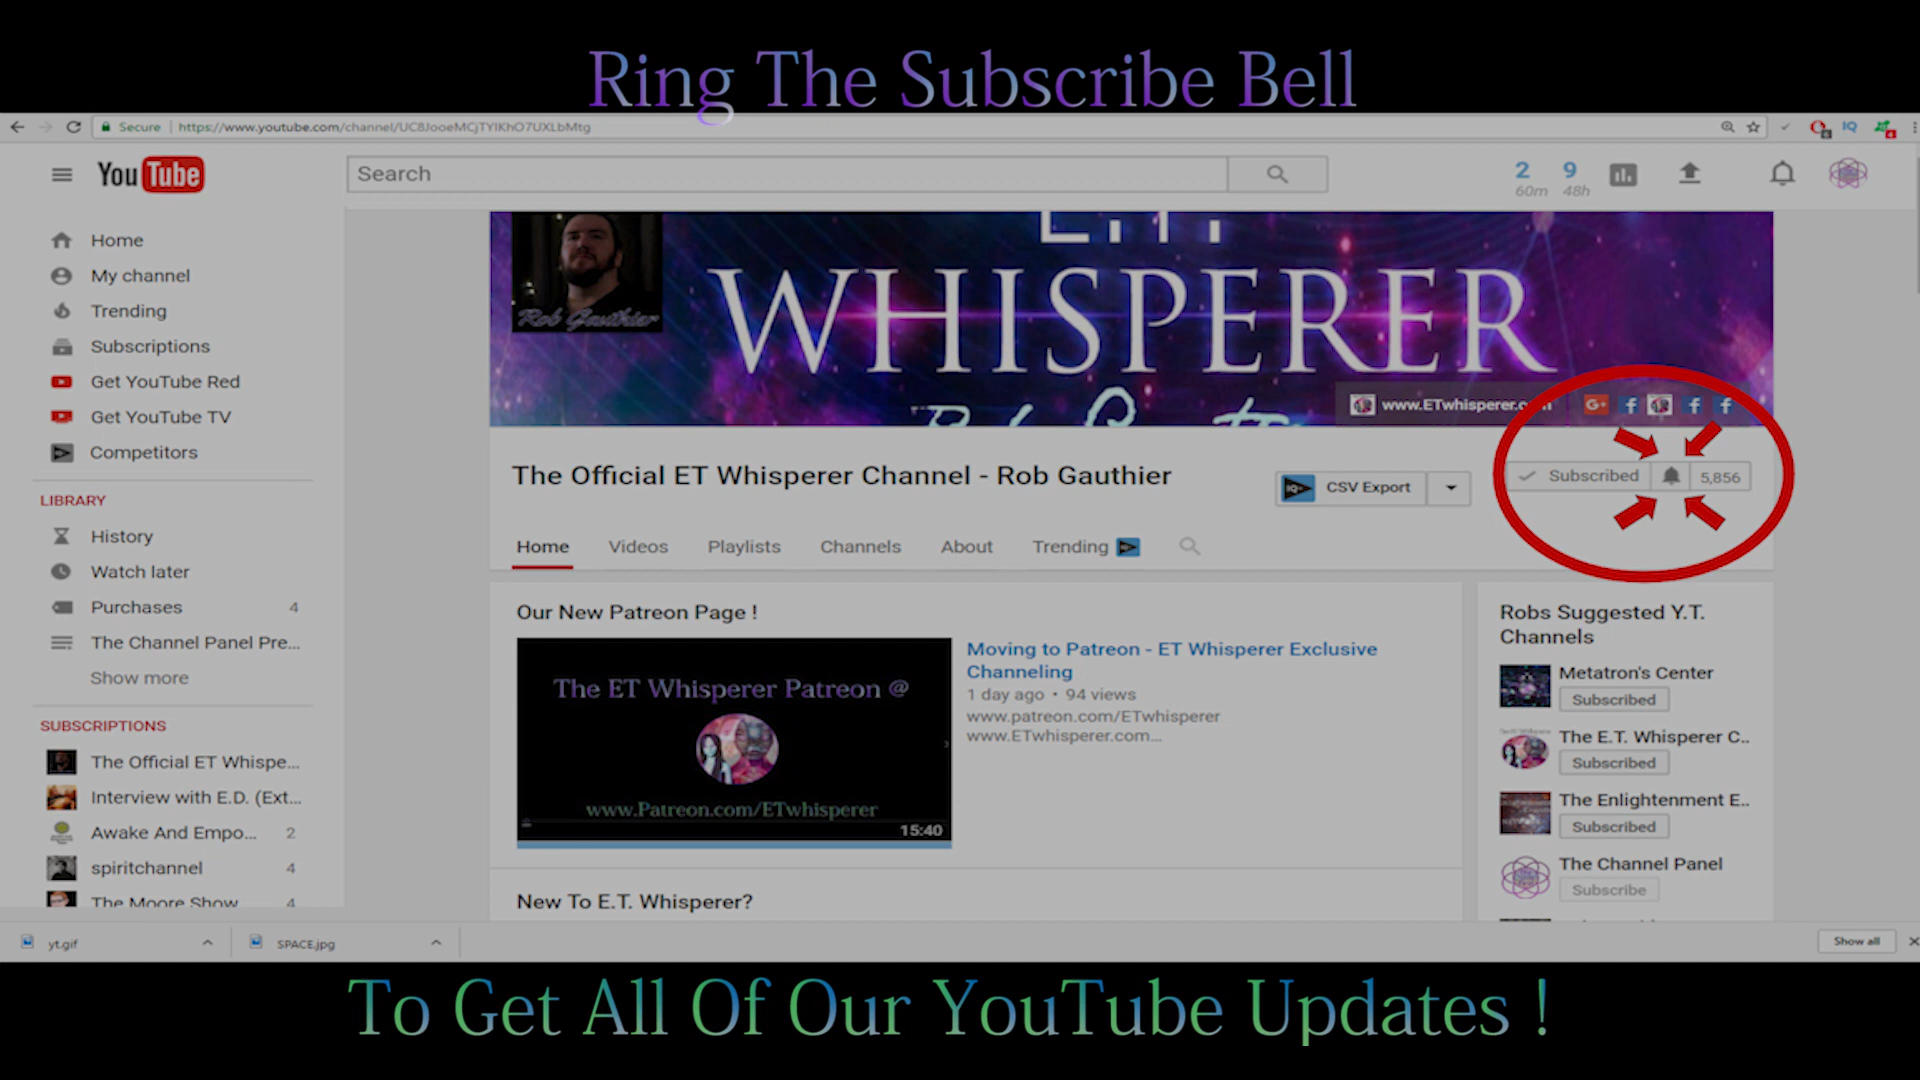 Ring The Subscribe Bell
Secure https://www.youtube.com/channel/UC8JooeMCjTYIKhO7UXLbMtg
YouTube
Search
2 60m
9 48h
Home
My channel
Trending
Subscriptions
Get YouTube Red
Get YouTube TV
Competitors
LIBRARY
History
Watch later
Purchases 4
The Channel Panel Pre...
Show more
SUBSCRIPTIONS
The Official ET Whispe...
Interview with E.D. (Ext...
Awake And Empo... 2
spiritchannel 4
The Moore Show 4
Rob Gauthier
E.T.
WHISPERER
www.ETwhisperer.com
The Official ET Whisperer Channel - Rob Gauthier
CSV Export
Subscribed 5,856
Home Videos Playlists Channels About Trending
Our New Patreon Page !
The ET Whisperer Patreon @
www.Patreon.com/ETwhisperer
15:40
Moving to Patreon - ET Whisperer Exclusive
Channeling
1 day ago • 94 views
www.patreon.com/ETwhisperer
www.ETwhisperer.com...
New To E.T. Whisperer?
Robs Suggested Y.T.
Channels
Metatron's Center
Subscribed
The E.T. Whisperer C..
Subscribed
The Enlightenment E..
Subscribed
The Channel Panel
Subscribe
yt.gif
SPACE.jpg
Show all
To Get All Of Our YouTube Updates !